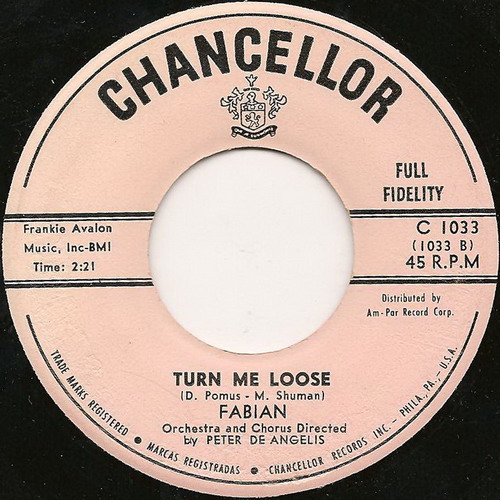 CHANCELLOR
FULL
FIDELITY
Frankie Avalon
Music, Inc-BMI
Time: 2:21
C 1033
(1033 B)
45 R.P.M
Distributed by
Am-Par Record Corp.
TURN ME LOOSE
(D. Pomus - M. Shuman)
FABIAN
Orchestra and Chorus Directed
by PETER DE ANGELIS
TRADE MARKS REGISTERED. • MARCAS REGISTRADAS • CHANCELLOR RECORDS INC. – PHILA., PA., – U.S.A.